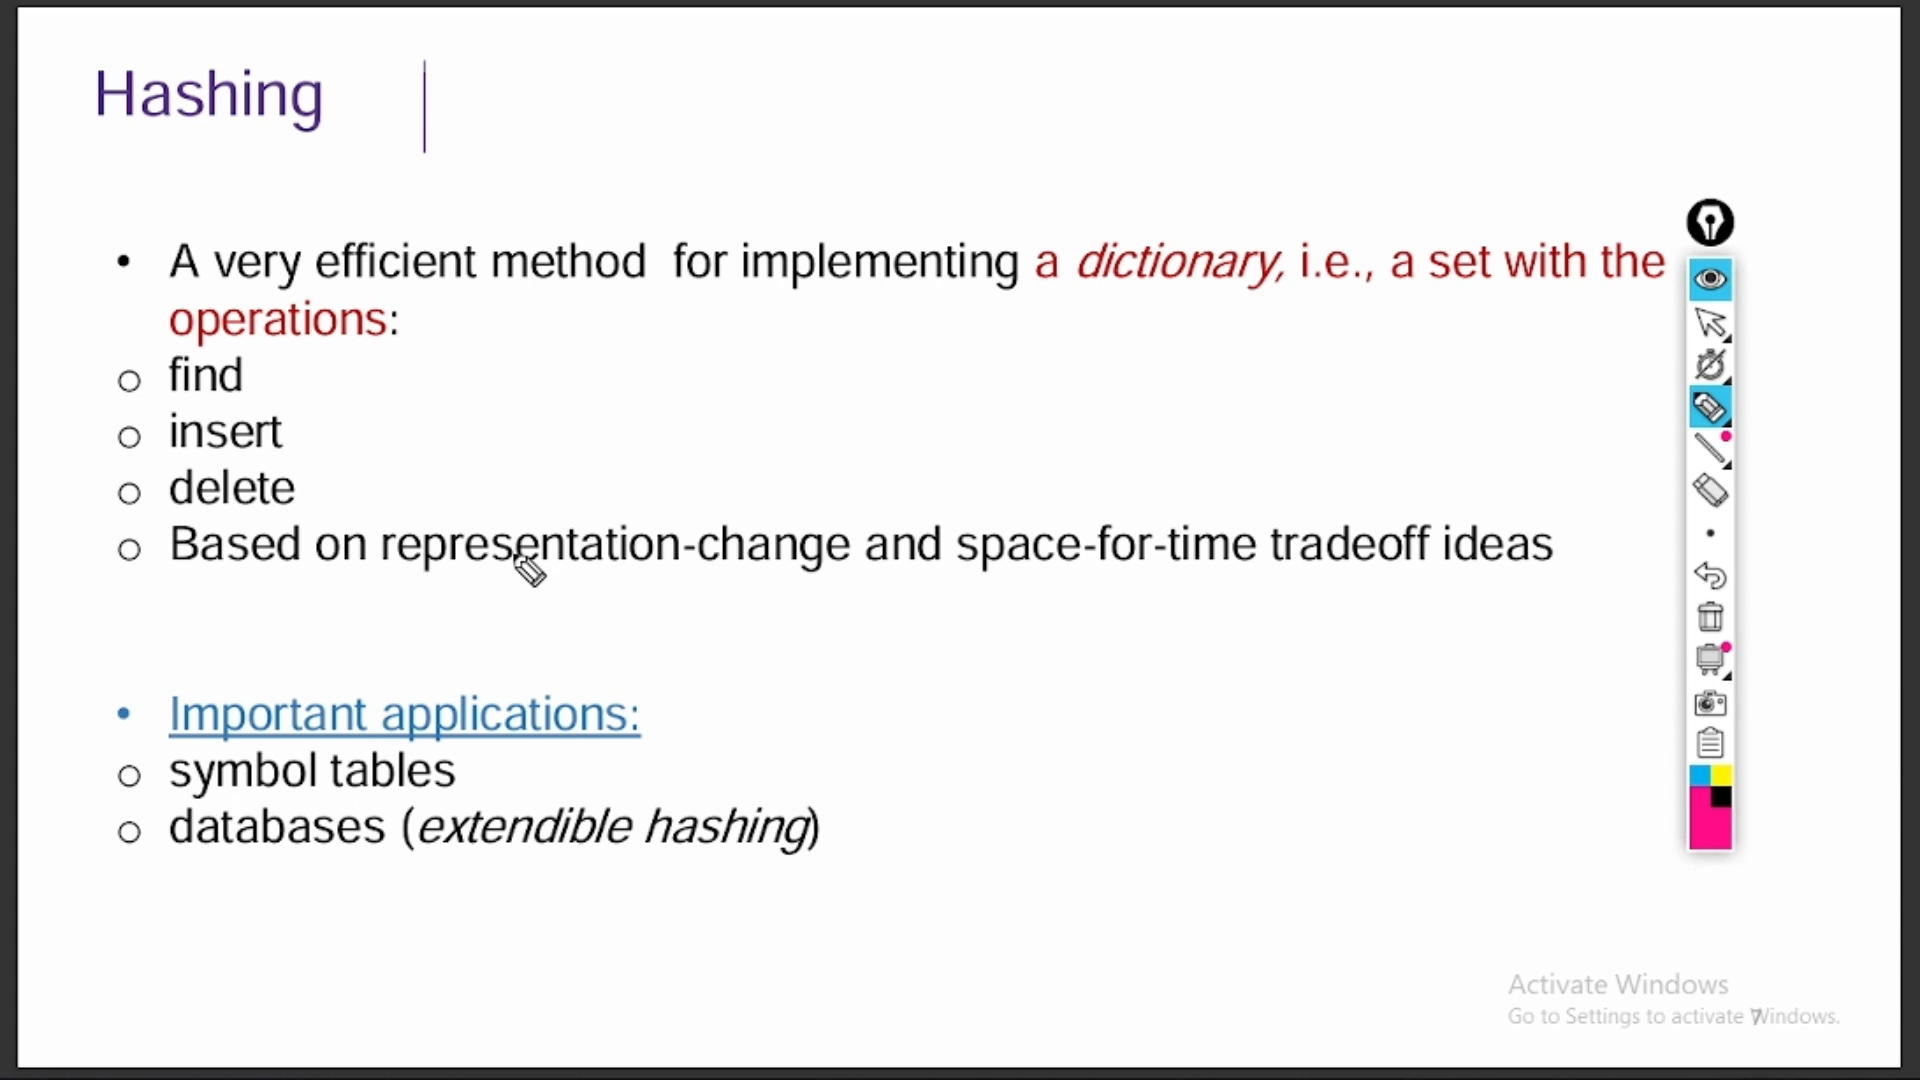 Hashing
• A very efficient method for implementing a dictionary, i.e., a set with the
operations:
o find
o insert
o delete
o Based on representation-change and space-for-time tradeoff ideas
• Important applications:
o symbol tables
o databases (extendible hashing)
Activate Windows
Go to Settings to activate Windows.
7